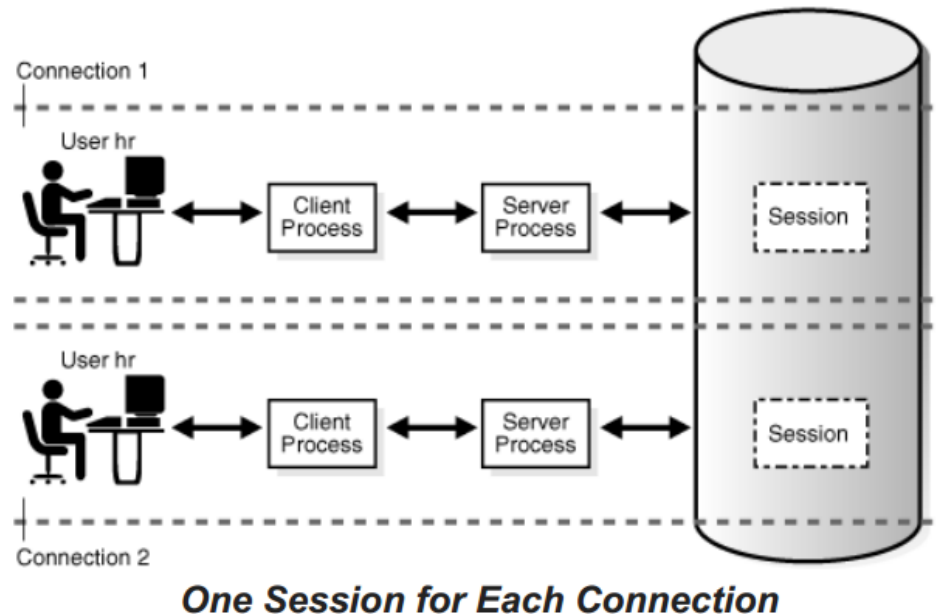 Connection 1
User hr
Client
Process
Server
Process
Session
User hr
Client
Process
Server
Process
Session
Connection 2
One Session for Each Connection